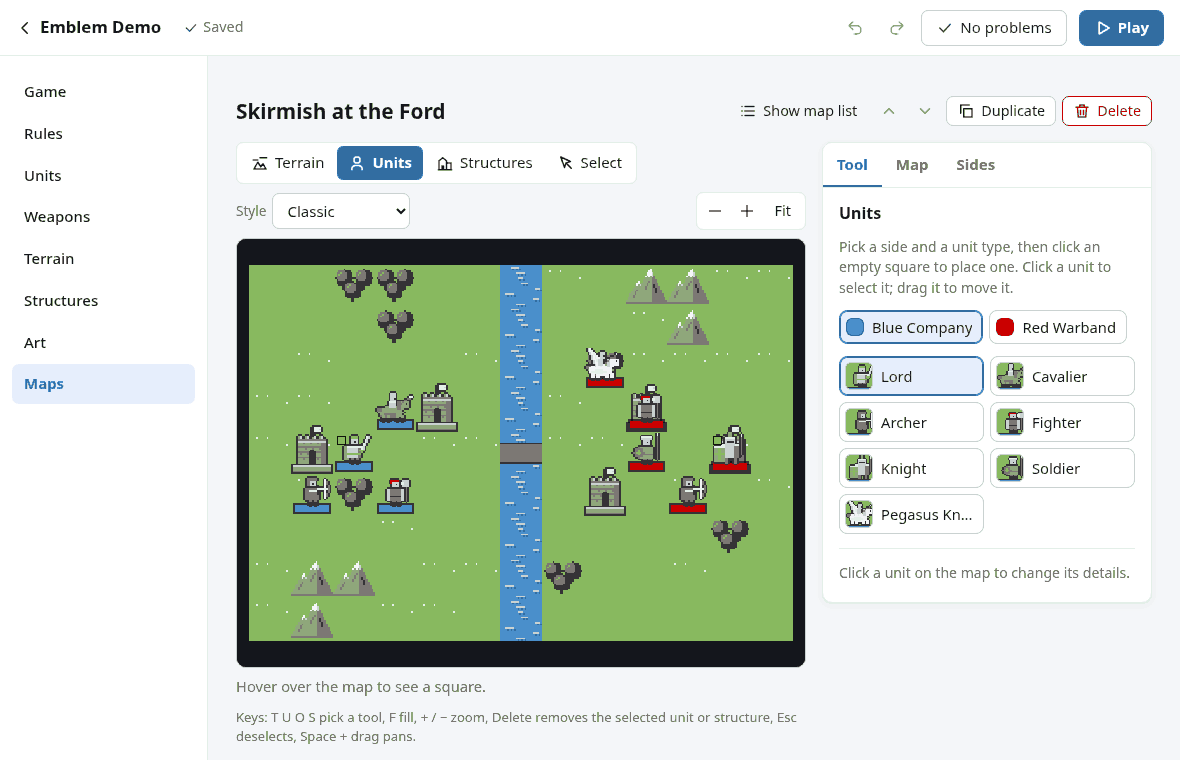 Emblem Demo
Saved
No problems
Play
Game
Rules
Units
Weapons
Terrain
Structures
Art
Maps
Skirmish at the Ford
Show map list
Duplicate
Delete
Terrain
Units
Structures
Select
Style
Classic
Fit
Tool
Map
Sides
Units
Pick a side and a unit type, then click an
empty square to place one. Click a unit to
select it; drag it to move it.
Blue Company
Red Warband
Lord
Cavalier
Archer
Fighter
Knight
Soldier
Pegasus Kn...
Click a unit on the map to change its details.
Hover over the map to see a square.
Keys: T U O S pick a tool, F fill, + / − zoom, Delete removes the selected unit or structure, Esc
deselects, Space + drag pans.